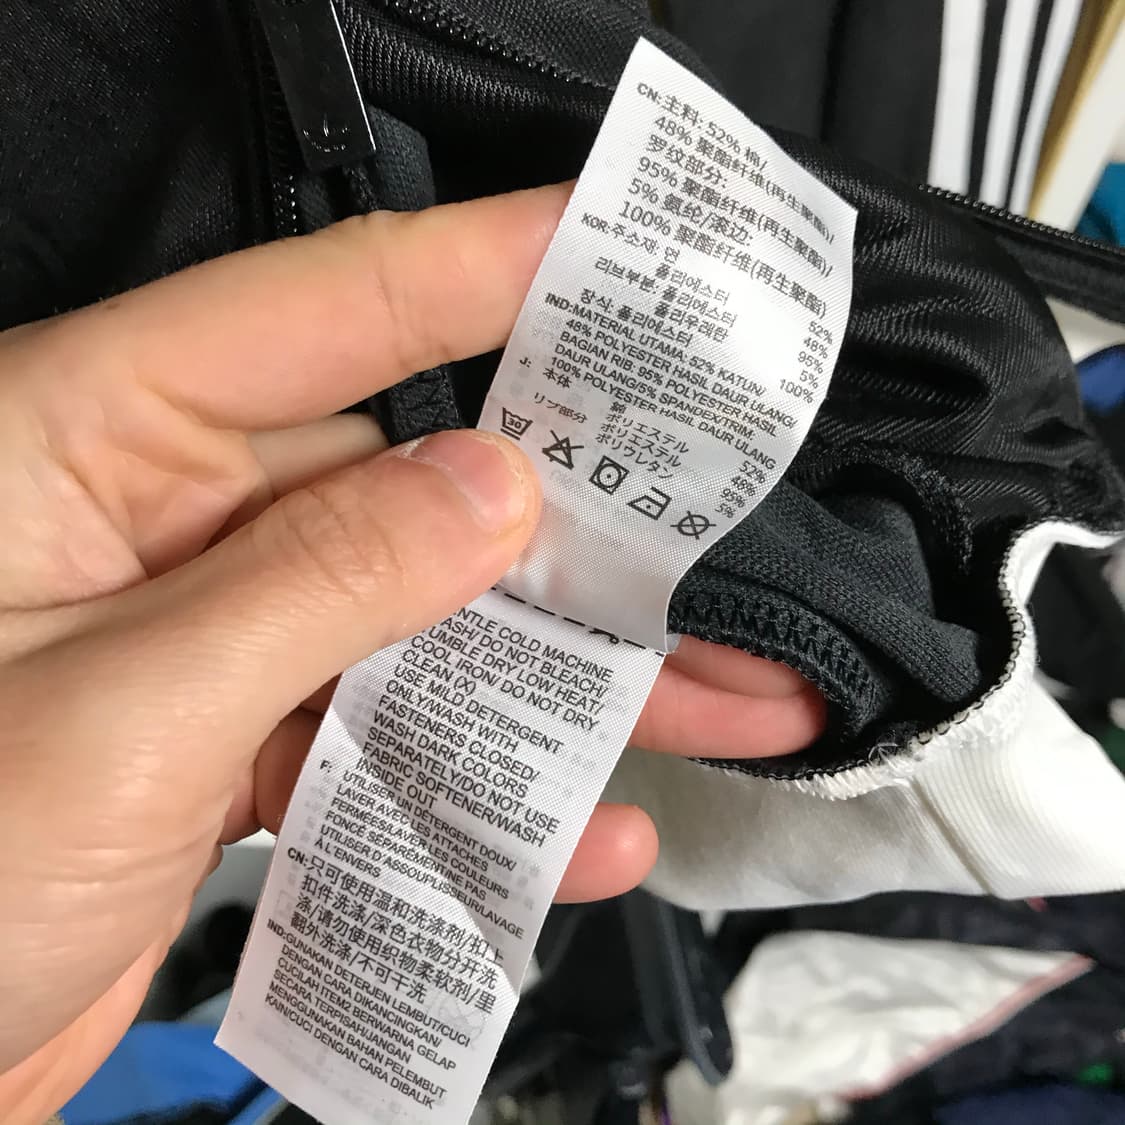 CN:主料: 52% 棉/
48% 聚酯纤维(再生聚酯)/
罗纹部分:
95% 聚酯纤维(再生聚酯)/
5% 氨纶/滚边:
100% 聚酯纤维(再生聚酯)
KOR:주소재: 면 52%
폴리에스터 48%
리브부분: 폴리에스터 95%
폴리우레탄 5%
장식: 폴리에스터 100%
IND:MATERIAL UTAMA: 52% KATUN/
48% POLYESTER HASIL DAUR ULANG/
BAGIAN RIB: 95% POLYESTER HASIL
DAUR ULANG/5% SPANDEX/TRIM:
100% POLYESTER HASIL DAUR ULANG
J: 本体 綿 52%
ポリエステル 48%
リブ部分 ポリエステル 95%
ポリウレタン 5%
30
NTLE COLD MACHINE
ASH/ DO NOT BLEACH/
UMBLE DRY LOW HEAT/
COOL IRON/ DO NOT DRY
CLEAN (X)
USE MILD DETERGENT
ONLY/WASH WITH
FASTENERS CLOSED/
WASH DARK COLORS
SEPARATELY/DO NOT USE
FABRIC SOFTENER/WASH
INSIDE OUT
F: UTILISER UN DÉTERGENT DOUX/
LAVER AVEC LES ATTACHES
FERMÉES/LAVER LES COULEURS
FONCÉ SÉPARÉMENT/NE PAS
UTILISER D'ASSOUPLISSEUR/LAVAGE
À L'ENVERS
CN:只可使用温和洗涤剂/扣上
扣件洗涤/深色衣物分开洗
涤/请勿使用织物柔软剂/里
翻外洗涤/不可干洗
IND:GUNAKAN DETERJEN LEMBUT/CUCI
DENGAN CARA DIKANCINGKAN/
CUCILAH ITEM2 BERWARNA GELAP
SECARA TERPISAH/JANGAN
MENGGUNAKAN BAHAN PELEMBUT
KAIN/CUCI DENGAN CARA DIBALIK